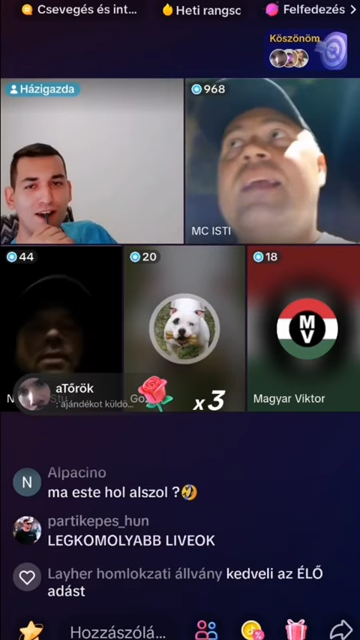 Csevegés és int...
Heti rangsc
Felfedezés
Köszönöm
Házigazda
968
MC ISTI
44
20
18
M
V
Magyar Viktor
aTőrök
: ajándékot küldö...
x3
N
Alpacino
ma este hol alszol ?🤣
partikepes_hun
LEGKOMOLYABB LIVEOK
Layher homlokzati állvány kedveli az ÉLŐ
adást
Hozzászólá...